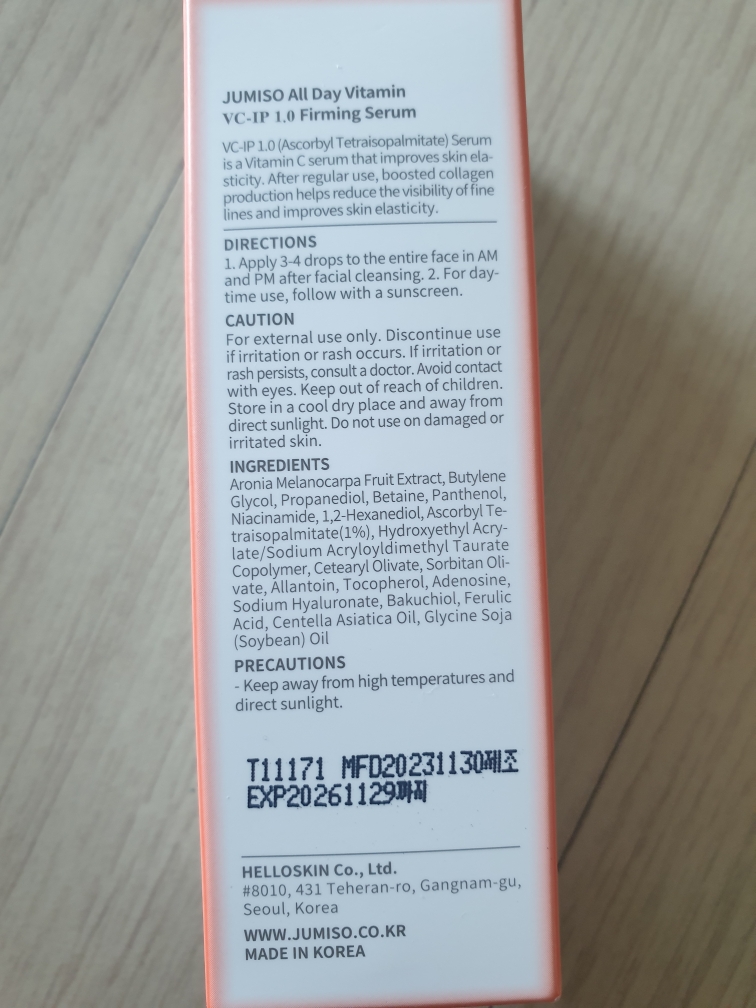 JUMISO All Day Vitamin
VC-IP 1.0 Firming Serum
VC-IP 1.0 (Ascorbyl Tetraisopalmitate) Serum
is a Vitamin C serum that improves skin ela-
sticity. After regular use, boosted collagen
production helps reduce the visibility of fine
lines and improves skin elasticity.
DIRECTIONS
1. Apply 3-4 drops to the entire face in AM
and PM after facial cleansing. 2. For day-
time use, follow with a sunscreen.
CAUTION
For external use only. Discontinue use
if irritation or rash occurs. If irritation or
rash persists, consult a doctor. Avoid contact
with eyes. Keep out of reach of children.
Store in a cool dry place and away from
direct sunlight. Do not use on damaged or
irritated skin.
INGREDIENTS
Aronia Melanocarpa Fruit Extract, Butylene
Glycol, Propanediol, Betaine, Panthenol,
Niacinamide, 1,2-Hexanediol, Ascorbyl Te-
traisopalmitate(1%), Hydroxyethyl Acry-
late/Sodium Acryloyldimethyl Taurate
Copolymer, Cetearyl Olivate, Sorbitan Oli-
vate, Allantoin, Tocopherol, Adenosine,
Sodium Hyaluronate, Bakuchiol, Ferulic
Acid, Centella Asiatica Oil, Glycine Soja
(Soybean) Oil
PRECAUTIONS
- Keep away from high temperatures and
direct sunlight.
T11171 MFD20231130제조
EXP20261129까지
HELLOSKIN Co., Ltd.
#8010, 431 Teheran-ro, Gangnam-gu,
Seoul, Korea
WWW.JUMISO.CO.KR
MADE IN KOREA